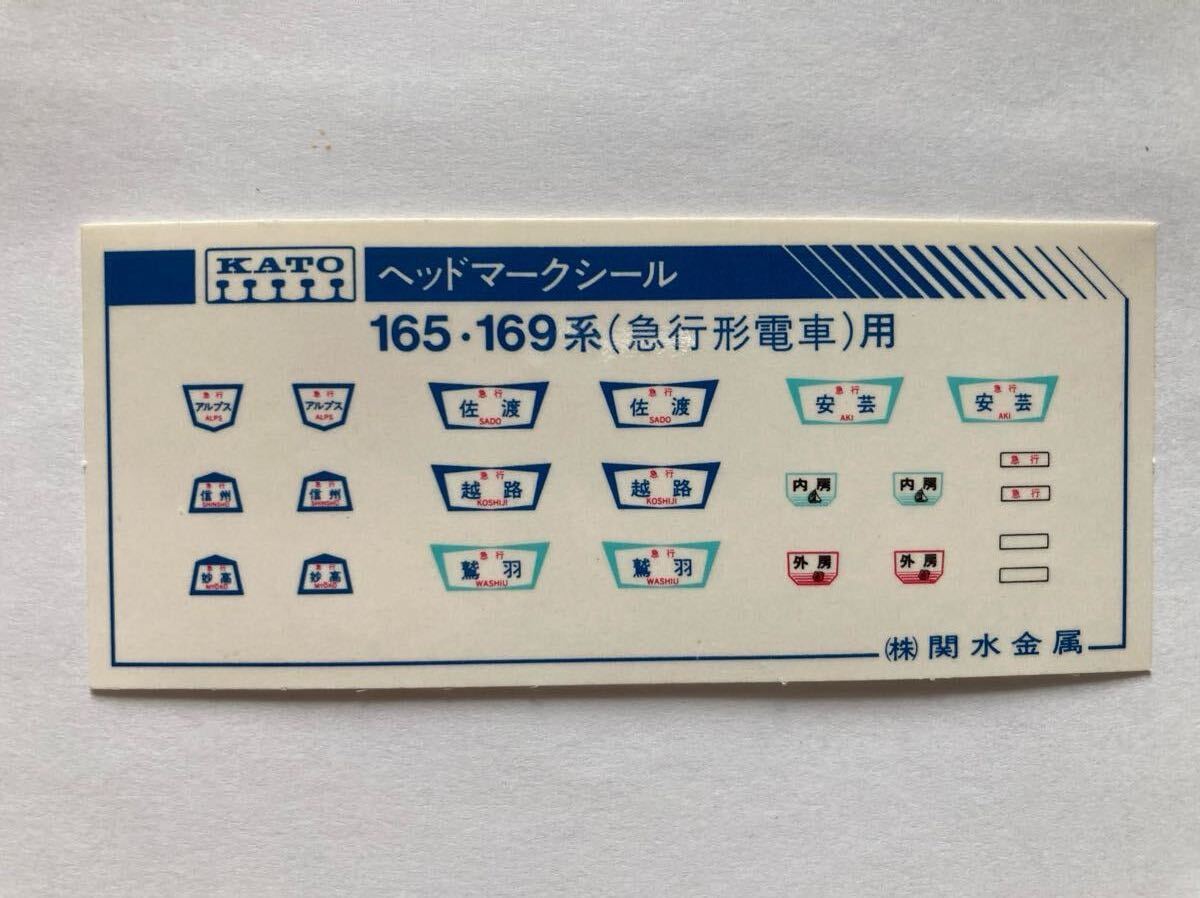 KATO ヘッドマークシール
165・169系(急行形電車)用
急行 急行 急行 急行 急行 急行
アルプス アルプス 佐渡 佐渡 安芸 安芸
ALPS ALPS SADO SADO AKI AKI
急行
急行 急行 急行 急行
信州 信州 越路 越路 内房 内房
SHINSHU SHINSHU KOSHIJI KOSHIJI
急行
急行 急行 急行 急行
妙高 妙高 鷲羽 鷲羽 外房 外房
MYOKO MYOKO WASHIU WASHIU
㈱関水金属